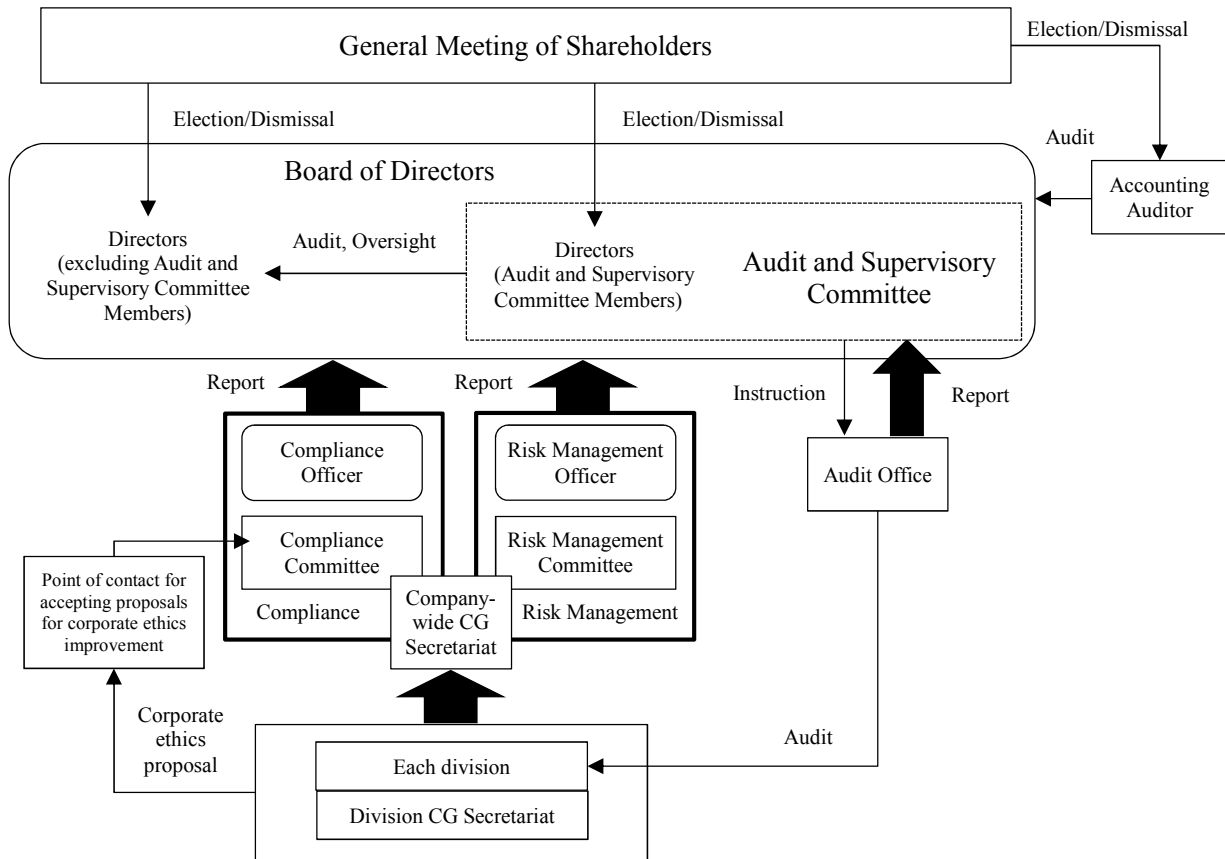 General Meeting of Shareholders
Election/Dismissal
Election/Dismissal
Election/Dismissal
Audit
Board of Directors
Accounting
Auditor
Directors
(excluding Audit and
Supervisory Committee
Members)
Audit, Oversight
Directors
(Audit and Supervisory
Committee Members)
Audit and Supervisory
Committee
Report
Report
Instruction
Report
Compliance
Officer
Risk Management
Officer
Audit Office
Compliance
Committee
Risk Management
Committee
Point of contact for
accepting proposals
for corporate ethics
improvement
Compliance
Company-
wide CG
Secretariat
Risk Management
Corporate
ethics
proposal
Audit
Each division
Division CG Secretariat